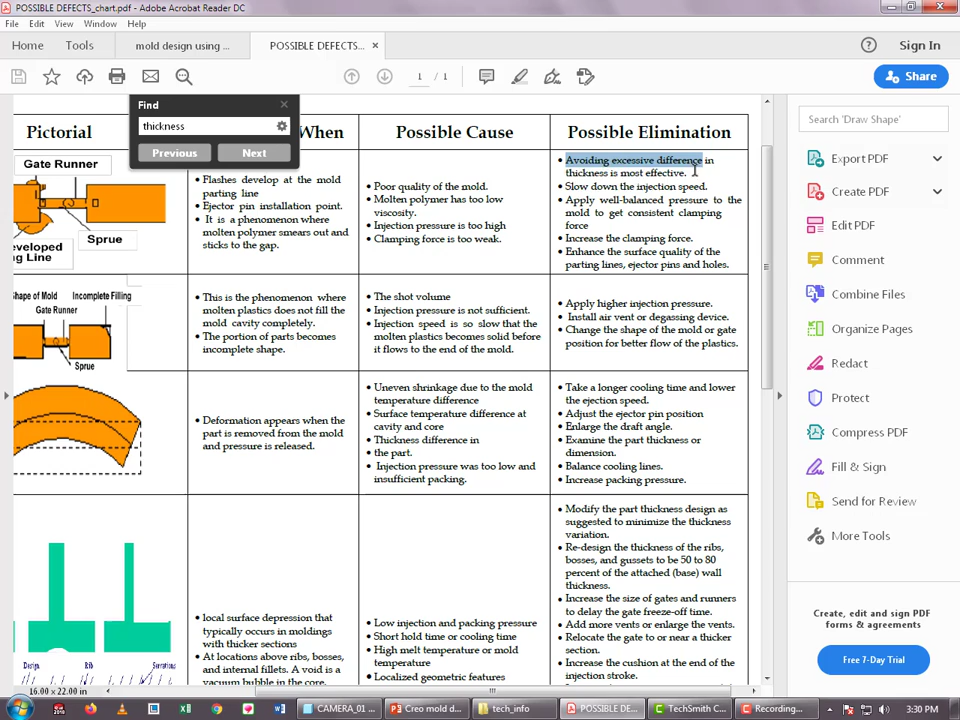 POSSIBLE DEFECTS_chart.pdf - Adobe Acrobat Reader DC
File Edit View Window Help
Home Tools mold design using ... POSSIBLE DEFECTS... ×
Sign In
1 / 1
Share
Find
thickness
Previous Next
Pictorial
When
Possible Cause
Possible Elimination
Gate Runner
Sprue
eveloped
ng Line
• Flashes develop at the mold
parting line
• Ejector pin installation point.
• It is a phenomenon where
molten polymer smears out and
sticks to the gap.
• Poor quality of the mold.
• Molten polymer has too low
viscosity.
• Injection pressure is too high
• Clamping force is too weak.
• Avoiding excessive difference in
thickness is most effective.
• Slow down the injection speed.
• Apply well-balanced pressure to the
mold to get consistent clamping
force
• Increase the clamping force.
• Enhance the surface quality of the
parting lines, ejector pins and holes.
hape of Mold Incomplete Filling
Gate Runner
Sprue
• This is the phenomenon where
molten plastics does not fill the
mold cavity completely.
• The portion of parts becomes
incomplete shape.
• The shot volume
• Injection pressure is not sufficient.
• Injection speed is so slow that the
molten plastics becomes solid before
it flows to the end of the mold.
• Apply higher injection pressure.
• Install air vent or degassing device.
• Change the shape of the mold or gate
position for better flow of the plastics.
• Deformation appears when the
part is removed from the mold
and pressure is released.
• Uneven shrinkage due to the mold
temperature difference
• Surface temperature difference at
cavity and core
• Thickness difference in
• the part.
• Injection pressure was too low and
insufficient packing.
• Take a longer cooling time and lower
the ejection speed.
• Adjust the ejector pin position
• Enlarge the draft angle.
• Examine the part thickness or
dimension.
• Balance cooling lines.
• Increase packing pressure.
Design Rib Serrations
• local surface depression that
typically occurs in moldings
with thicker sections
• At locations above ribs, bosses,
and internal fillets. A void is a
vacuum bubble in the core.
• Low injection and packing pressure
• Short hold time or cooling time
• High melt temperature or mold
temperature
• Localized geometric features
• Modify the part thickness design as
suggested to minimize the thickness
variation.
• Re-design the thickness of the ribs,
bosses, and gussets to be 50 to 80
percent of the attached (base) wall
thickness.
• Increase the size of gates and runners
to delay the gate freeze-off time.
• Add more vents or enlarge the vents.
• Relocate the gate to or near a thicker
section.
• Increase the cushion at the end of the
injection stroke.
16.00 x 22.00 in
Search 'Draw Shape'
Export PDF
Create PDF
Edit PDF
Comment
Combine Files
Organize Pages
Redact
Protect
Compress PDF
Fill & Sign
Send for Review
More Tools
Create, edit and sign PDF
forms & agreements
Free 7-Day Trial
CAMERA_01 ... Creo mold d... tech_info POSSIBLE DE... TechSmith C... Recording...
3:30 PM